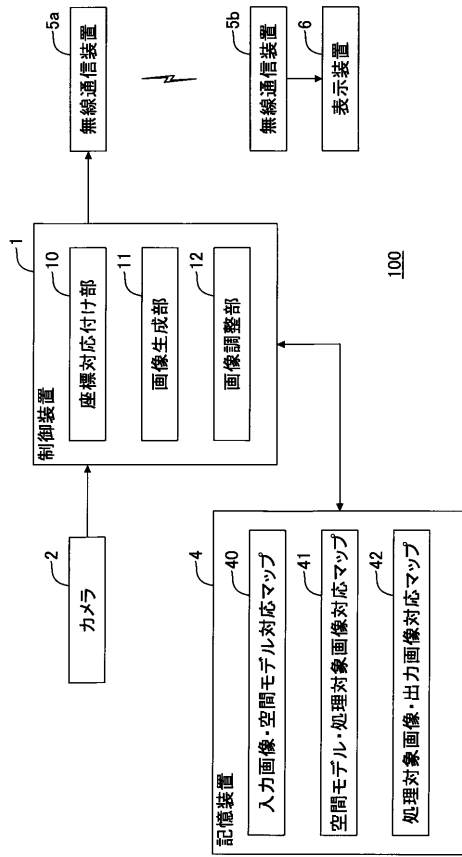 2
カメラ
1
制御装置
10
座標対応付け部
11
画像生成部
12
画像調整部
5a
無線通信装置
5b
無線通信装置
6
表示装置
4
記憶装置
40
入力画像・空間モデル対応マップ
41
空間モデル・処理対象画像対応マップ
42
処理対象画像・出力画像対応マップ
100